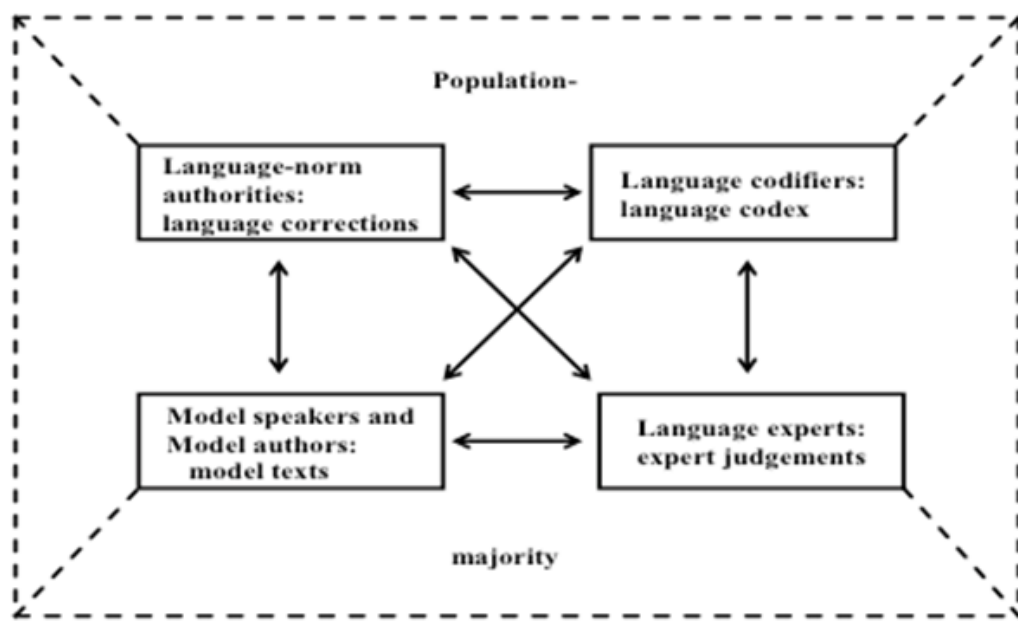 Population-
Language-norm
authorities:
language corrections
Language codifiers:
language codex
Model speakers and
Model authors:
model texts
Language experts:
expert judgements
majority